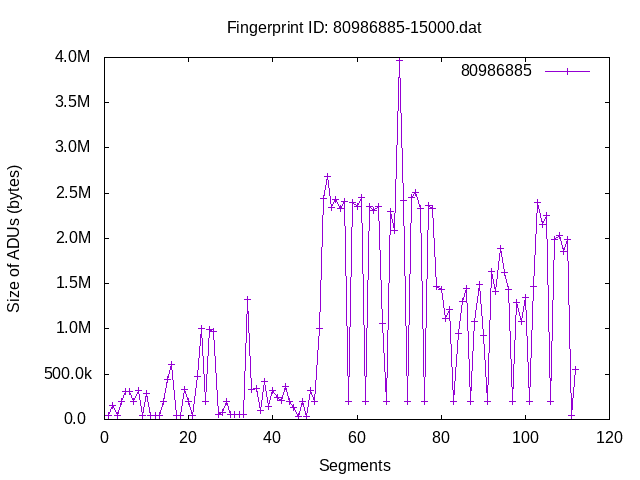 Fingerprint ID: 80986885-15000.dat
80986885
4.0M
3.5M
3.0M
2.5M
2.0M
1.5M
1.0M
500.0k
0.0
Size of ADUs (bytes)
0 20 40 60 80 100 120
Segments